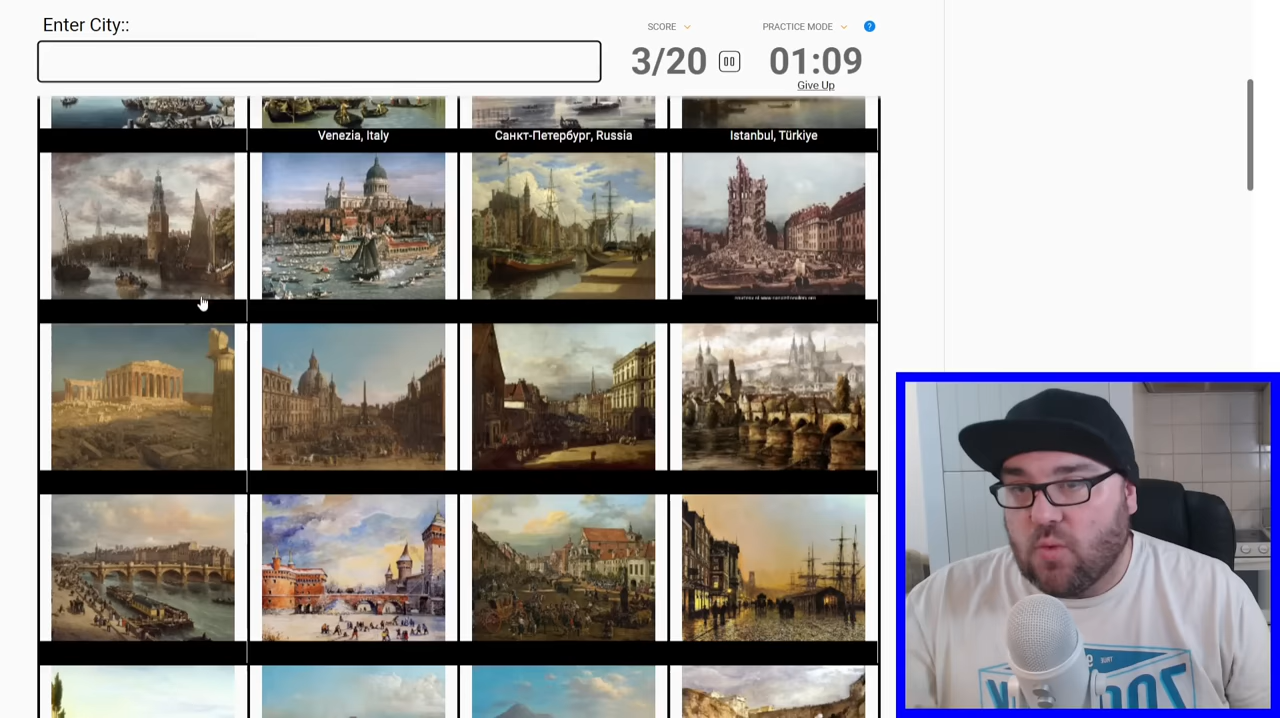 Enter City::
SCORE
PRACTICE MODE
?
3/20
01:09
Give Up
Venezia, Italy
Санкт-Петербург, Russia
Istanbul, Türkiye